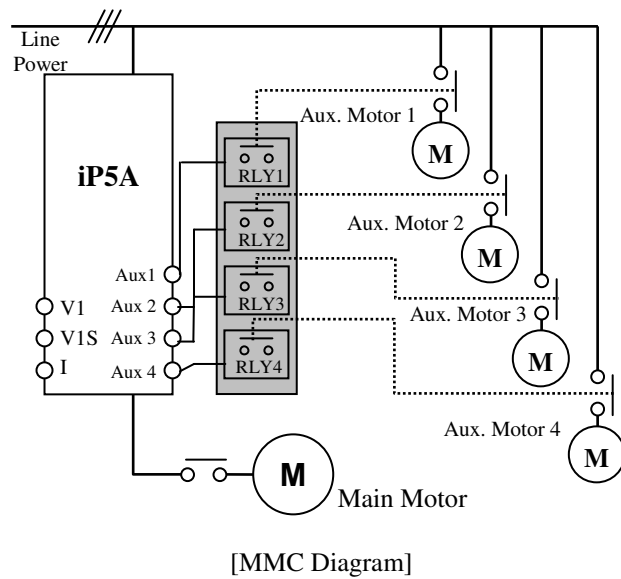 Line
Power
iP5A
Aux1
V1
Aux 2
V1S
Aux 3
I
Aux 4
RLY1
RLY2
RLY3
RLY4
Aux. Motor 1
M
Aux. Motor 2
M
Aux. Motor 3
M
Aux. Motor 4
M
M
Main Motor
[MMC Diagram]